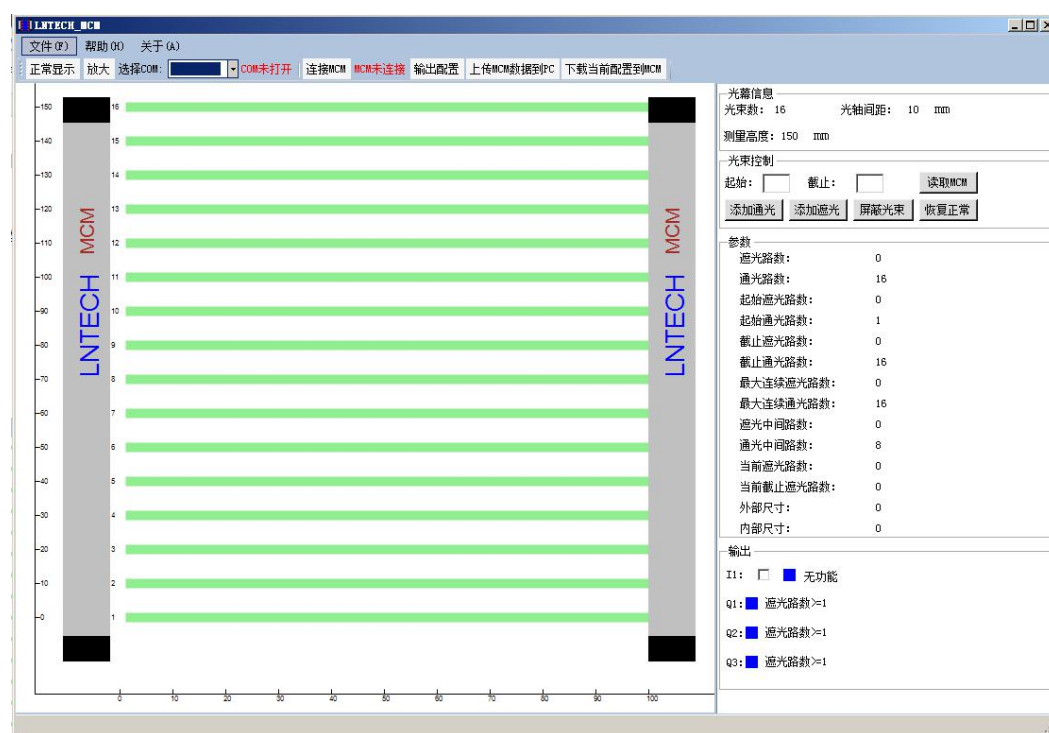 LNTECH_MCM
文件(F) 帮助(H) 关于(A)
正常显示 放大 选择COM: COM未打开 连接MCM MCM未连接 输出配置 上传MCM数据到PC 下载当前配置到MCM
150 16
140 15
130 14
120 13
110 12
100 11
90 10
80 9
70 8
60 7
50 6
40 5
30 4
20 3
10 2
0 1
LNTECH MCM
LNTECH MCM
0 10 20 30 40 50 60 70 80 90 100
光幕信息
光束数: 16 光轴间距: 10 mm
测量高度: 150 mm
光束控制
起始: 截止: 读取MCM
添加通光 添加遮光 屏蔽光束 恢复正常
参数
遮光路数: 0
通光路数: 16
起始遮光路数: 0
起始通光路数: 1
截止遮光路数: 0
截止通光路数: 16
最大连续遮光路数: 0
最大连续通光路数: 16
遮光中间路数: 0
通光中间路数: 8
当前遮光路数: 0
当前截止遮光路数: 0
外部尺寸: 0
内部尺寸: 0
输出
I1: 无功能
Q1: 遮光路数>=1
Q2: 遮光路数>=1
Q3: 遮光路数>=1